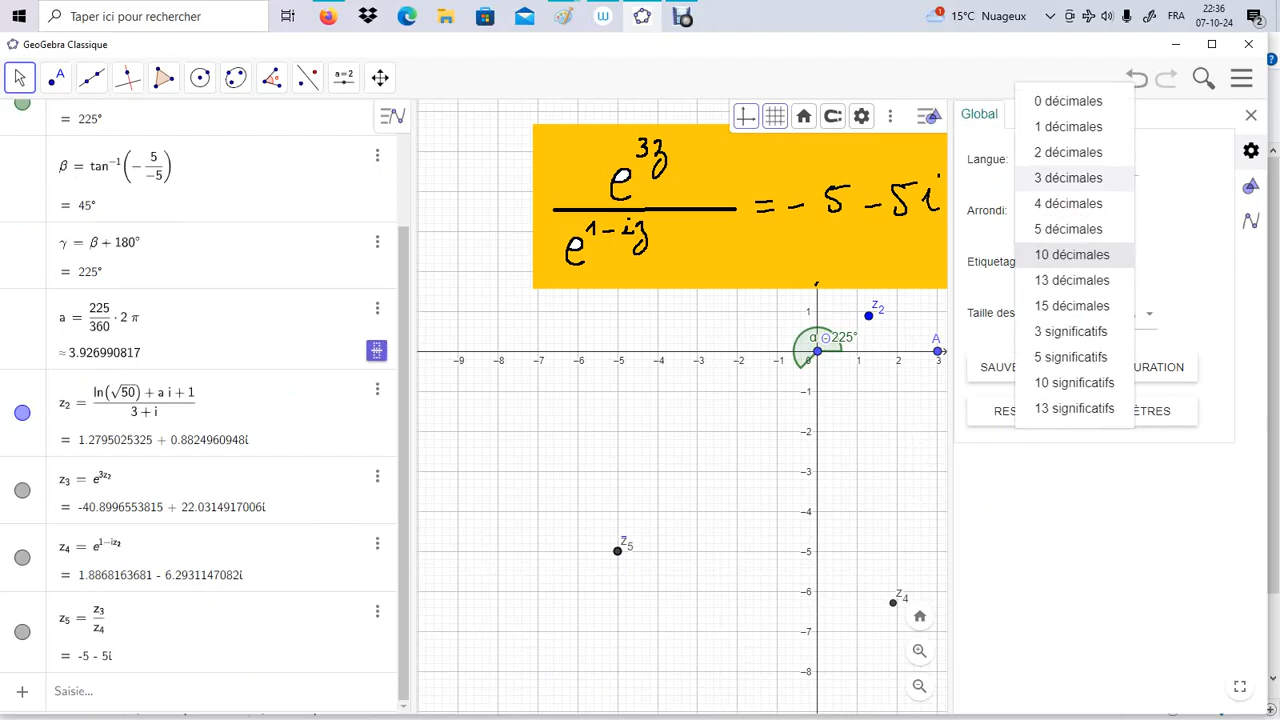 Taper ici pour rechercher
15°C Nuageux
FRA
22:36
07-10-24
2
GeoGebra Classique
a=2
= 225°
β = tan⁻¹(-5/-5)
= 45°
γ = β + 180°
= 225°
a = 225/360 · 2 π
≈ 3.926990817
z₂ = (ln(√50) + a i + 1)/(3 + i)
= 1.2795025325 + 0.8824960948i
z₃ = e^(3z₂)
= -40.8996553815 + 22.0314917006i
z₄ = e^(1-iz₂)
= 1.8868163681 - 6.2931147082i
z₅ = z₃/z₄
= -5 - 5i
Saisie...
e^(3z)/e^(1-iz) = -5 -5i
1
z₂
α
Θ
225°
A
-9 -8 -7 -6 -5 -4 -3 -2 -1 0 1 2 3
-1
-2
-3
-4
z₅
-5
-6
z₄
-7
-8
Global
Langue:
Arrondi:
Etiquetag
Taille des
SAUVE
URATION
RES
ÈTRES
0 décimales
1 décimales
2 décimales
3 décimales
4 décimales
5 décimales
10 décimales
13 décimales
15 décimales
3 significatifs
5 significatifs
10 significatifs
13 significatifs